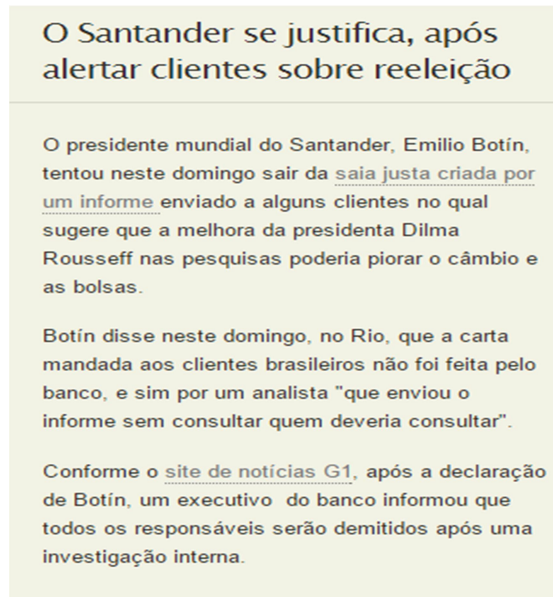 O Santander se justifica, após
alertar clientes sobre reeleição
O presidente mundial do Santander, Emilio Botín,
tentou neste domingo sair da saia justa criada por
um informe enviado a alguns clientes no qual
sugere que a melhora da presidenta Dilma
Rousseff nas pesquisas poderia piorar o câmbio e
as bolsas.
Botín disse neste domingo, no Rio, que a carta
mandada aos clientes brasileiros não foi feita pelo
banco, e sim por um analista "que enviou o
informe sem consultar quem deveria consultar".
Conforme o site de notícias G1, após a declaração
de Botín, um executivo do banco informou que
todos os responsáveis serão demitidos após uma
investigação interna.